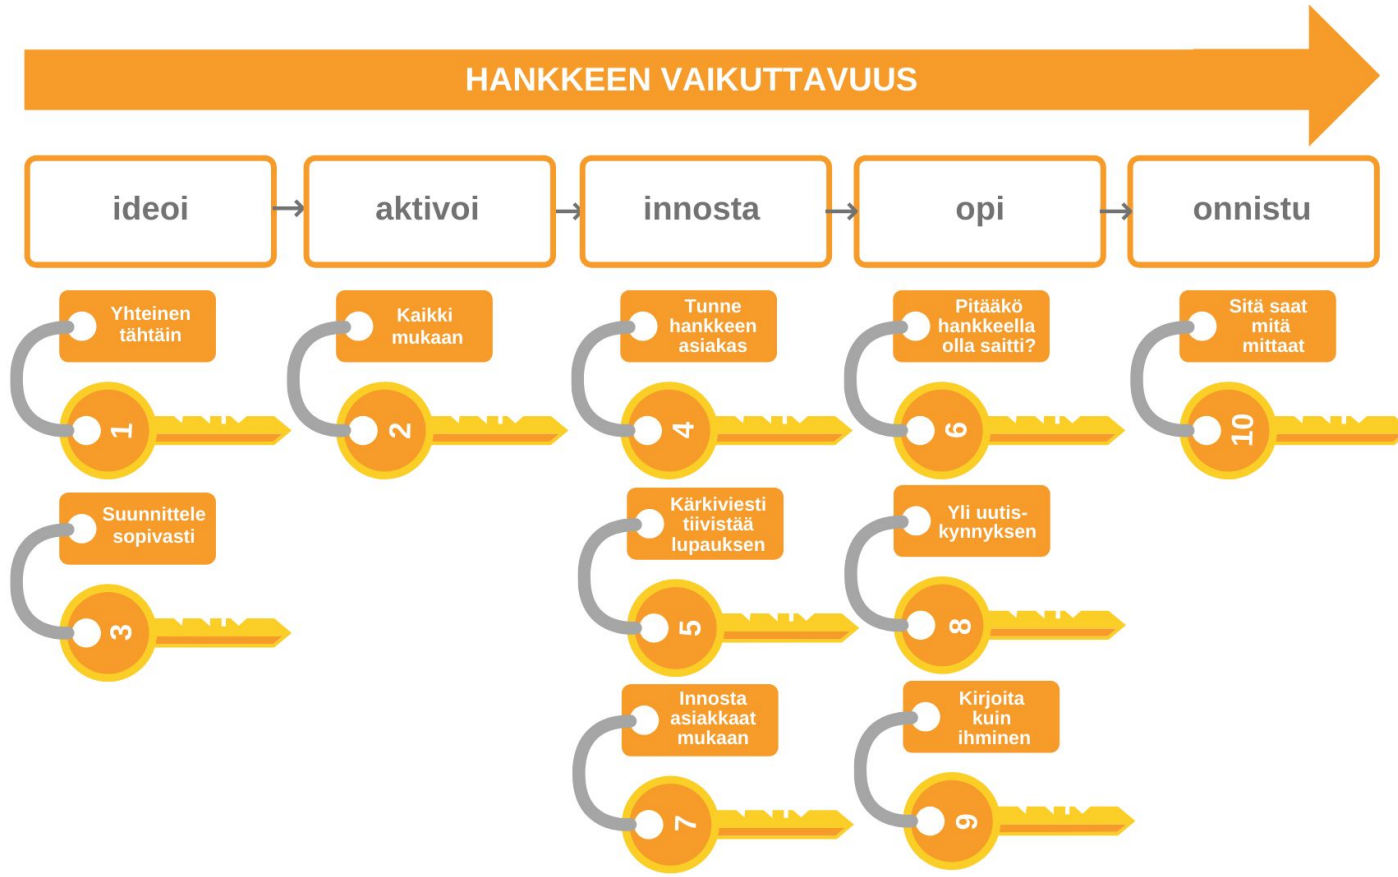 HANKKEEN VAIKUTTAVUUS
ideoi
→
aktivoi
→
innosta
→
opi
→
onnistu
Yhteinen
tähtäin
1
Suunnittele
sopivasti
3
Kaikki
mukaan
2
Tunne
hankkeen
asiakas
4
Kärkiviesti
tiivistää
lupauksen
5
Innosta
asiakkaat
mukaan
7
Pitääkö
hankkeella
olla saitti?
6
Yli uutis-
kynnyksen
8
Kirjoita
kuin
ihminen
9
Sitä saat
mitä
mittaat
10